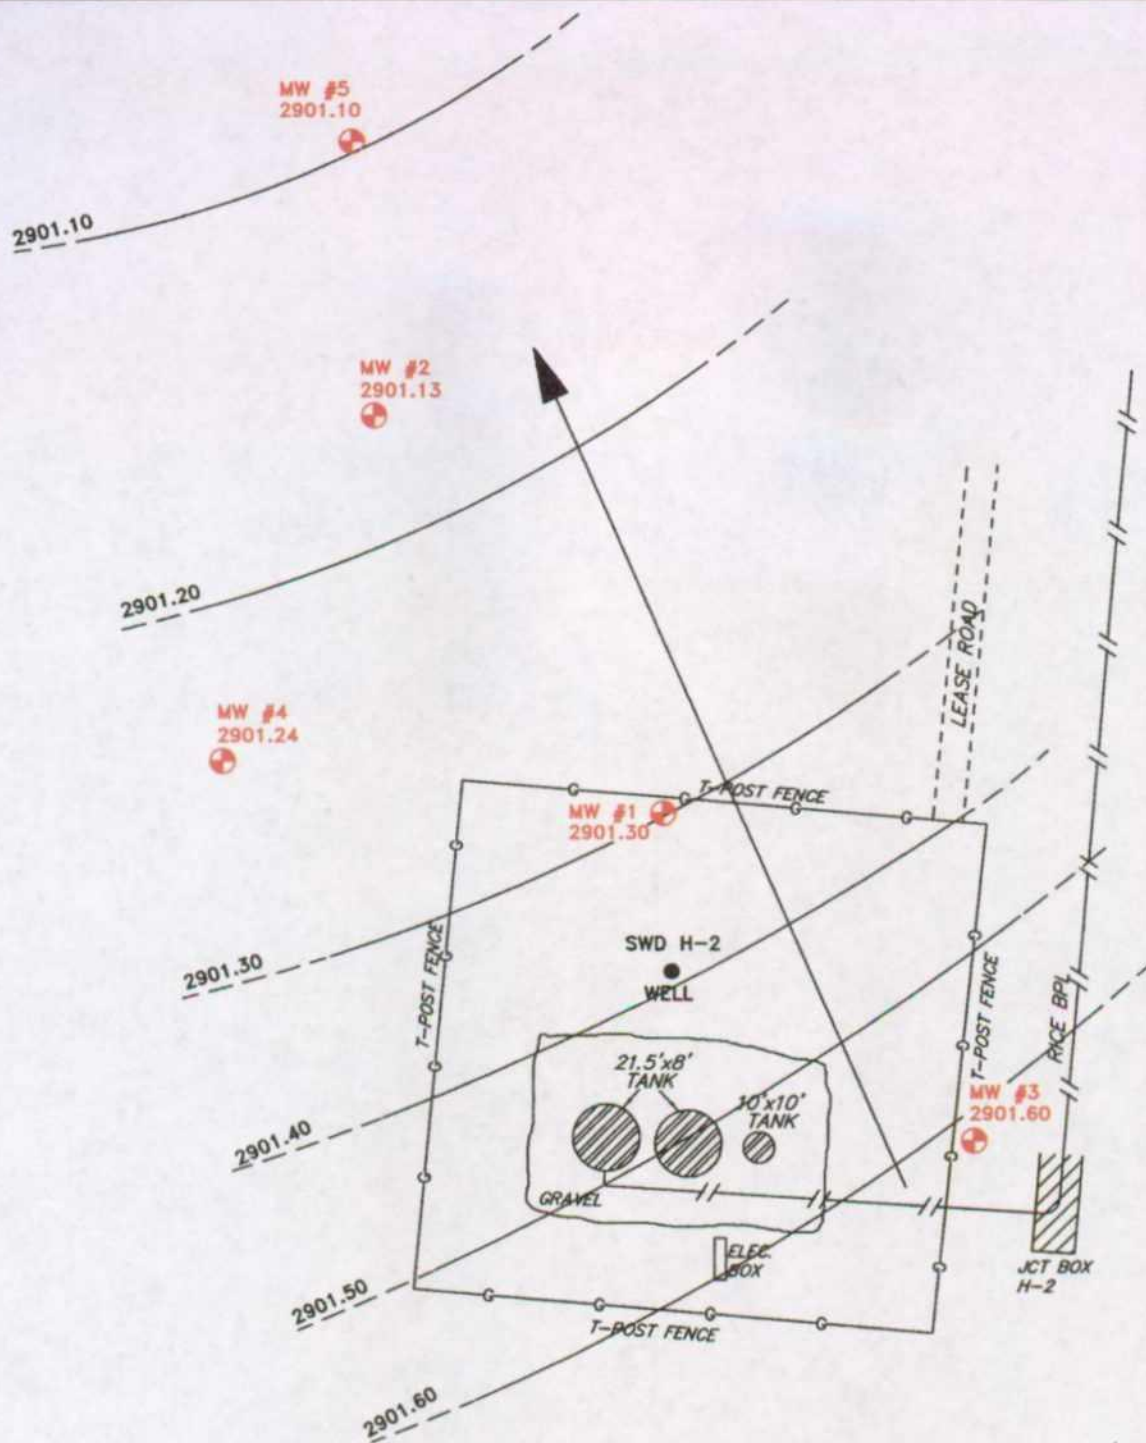 MW #5
2901.10
2901.10
MW #2
2901.13
2901.20
LEASE ROAD
MW #4
2901.24
T-POST FENCE
MW #1
2901.30
2901.30
T-POST FENCE
SWD H-2
WELL
T-POST FENCE
RICE BPL
21.5'x8'
TANK
10'x10'
TANK
MW #3
2901.60
2901.40
GRAVEL
ELEC.
BOX
JCT BOX
H-2
2901.50
T-POST FENCE
2901.60